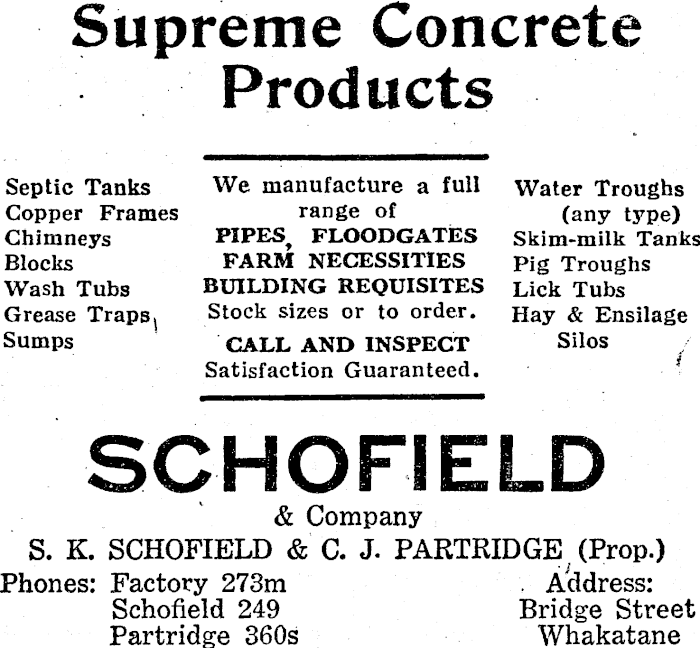 Supreme Concrete
Products
Septic Tanks
Copper Frames
Chimneys
Blocks
Wash Tubs
Grease Traps
Sumps
We manufacture a full
range of
PIPES, FLOODGATES
FARM NECESSITIES
BUILDING REQUISITES
Stock sizes or to order.
CALL AND INSPECT
Satisfaction Guaranteed.
Water Troughs
(any type)
Skim-milk Tanks
Pig Troughs
Lick Tubs
Hay & Ensilage
Silos
SCHOFIELD
& Company
S. K. SCHOFIELD & C. J. PARTRIDGE (Prop.)
Phones: Factory 273m
Schofield 249
Partridge 360s
Address:
Bridge Street
Whakatane